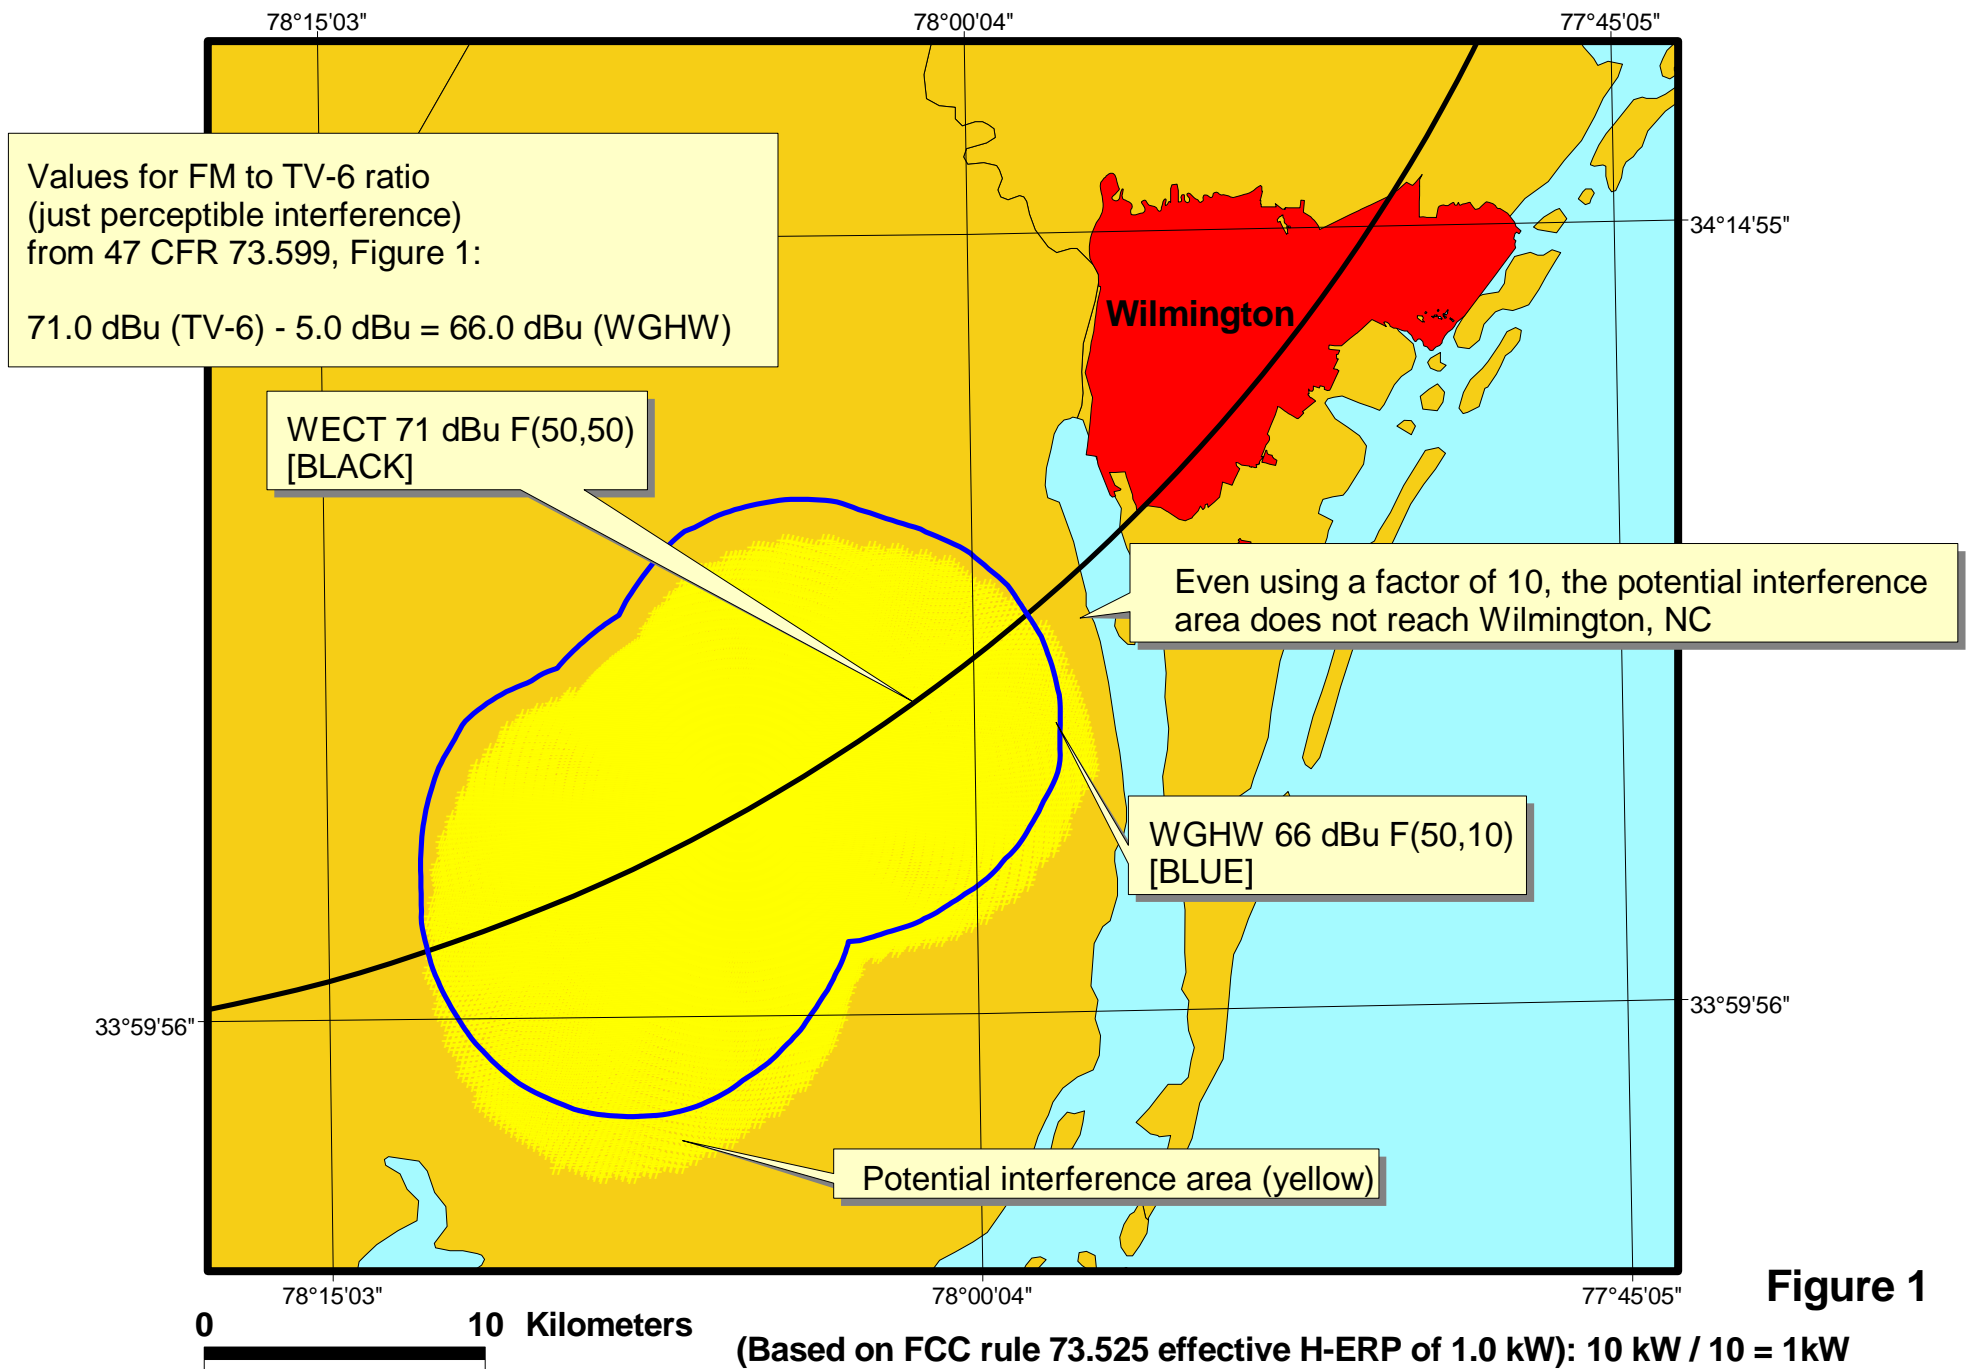 78°15'03"
78°00'04"
77°45'05"
Values for FM to TV-6 ratio
(just perceptible interference)
from 47 CFR 73.599, Figure 1:
71.0 dBu (TV-6) - 5.0 dBu = 66.0 dBu (WGHW)
34°14'55"
Wilmington
WECT 71 dBu F(50,50)
[BLACK]
Even using a factor of 10, the potential interference
area does not reach Wilmington, NC
WGHW 66 dBu F(50,10)
[BLUE]
33°59'56"
33°59'56"
Potential interference area (yellow)
78°15'03"
78°00'04"
77°45'05"
Figure 1
0
10 Kilometers
(Based on FCC rule 73.525 effective H-ERP of 1.0 kW): 10 kW / 10 = 1kW